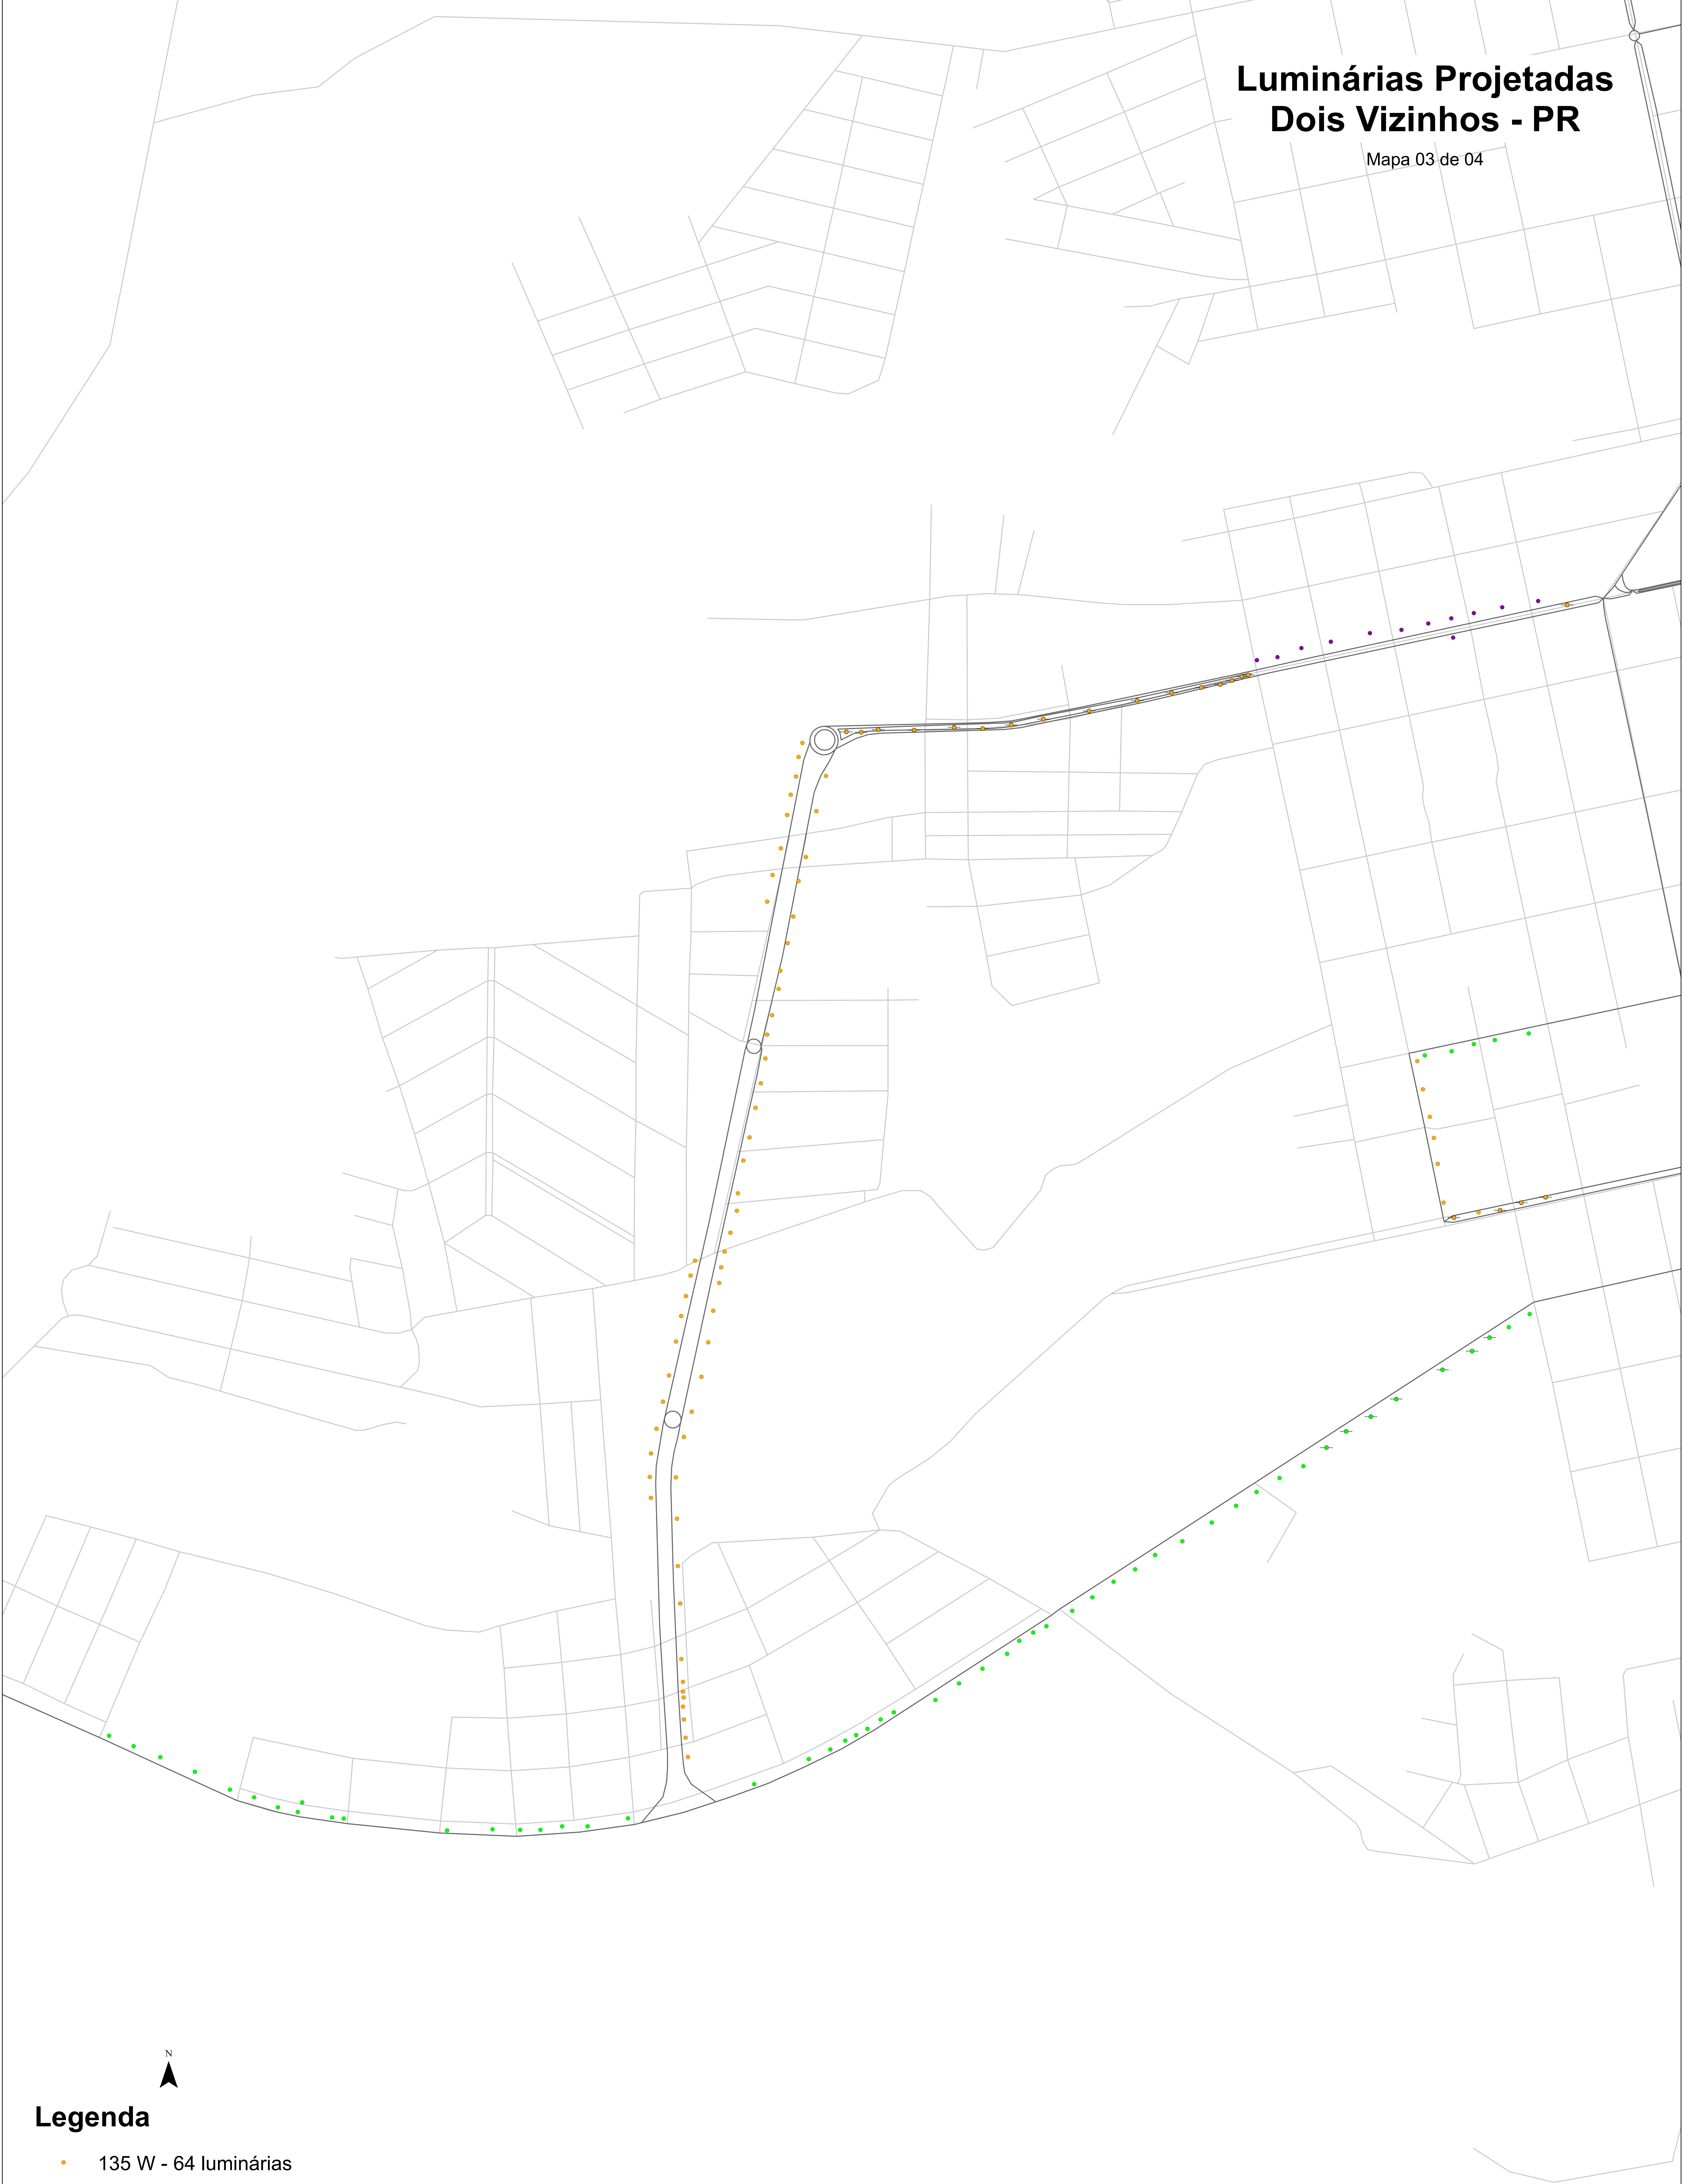 Luminárias Projetadas
Dois Vizinhos - PR
Mapa 03 de 04
N
Legenda
135 W - 64 luminárias